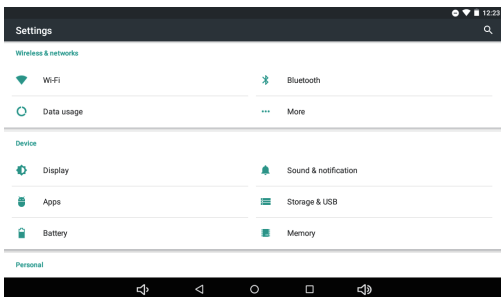 12:23
Settings
Wireless & networks
Wi-Fi
Bluetooth
Data usage
More
Device
Display
Sound & notification
Apps
Storage & USB
Battery
Memory
Personal